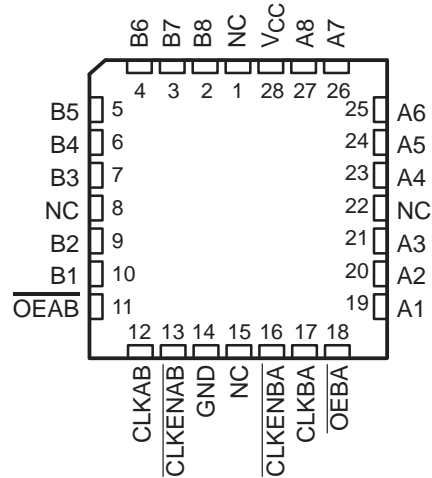 B6 B7 B8 NC VCC A8 A7
4 3 2 1 28 27 26
B5 5 25 A6
B4 6 24 A5
B3 7 23 A4
NC 8 22 NC
B2 9 21 A3
B1 10 20 A2
OEAB 11 19 A1
12 13 14 15 16 17 18
CLKAB CLKENAB GND NC CLKENBA CLKBA OEBA